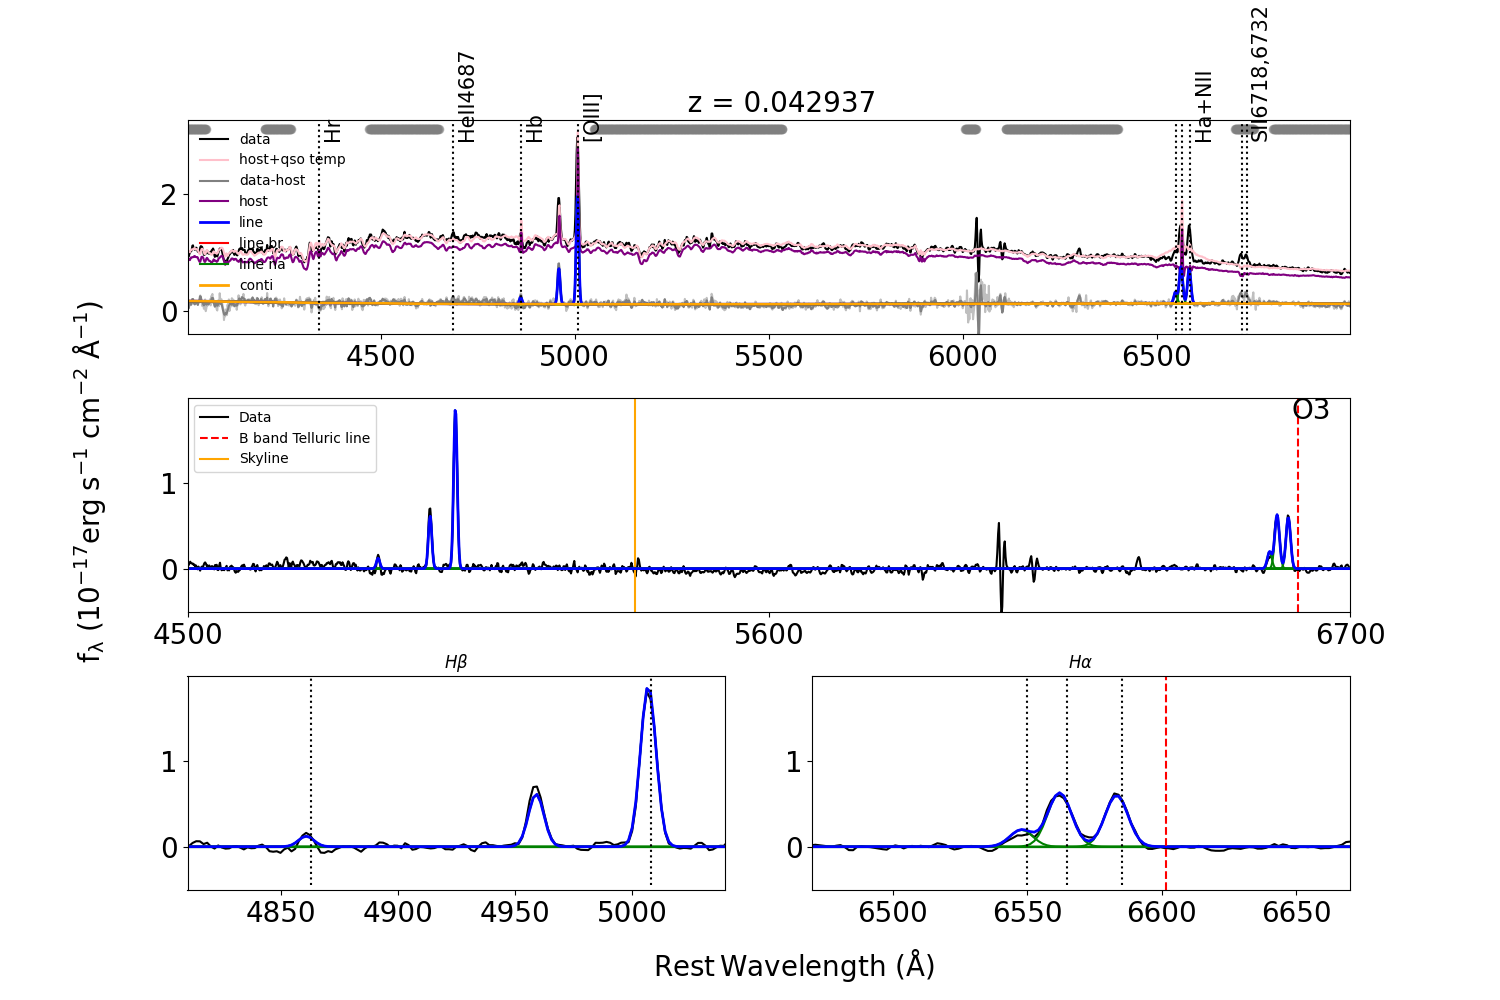 z = 0.042937
Hr
HeII4687
Hb
[OIII]
Ha+NII
SII6718,6732
data
host+qso temp
data-host
host
line
line br
line na
conti
2
0
4500 5000 5500 6000 6500
Data
B band Telluric line
Skyline
O3
1
0
4500 5600 6700
fλ (10−17erg s−1 cm−2 Å−1)
Hβ
1
0
4850 4900 4950 5000
Hα
1
0
6500 6550 6600 6650
Rest Wavelength (Å)